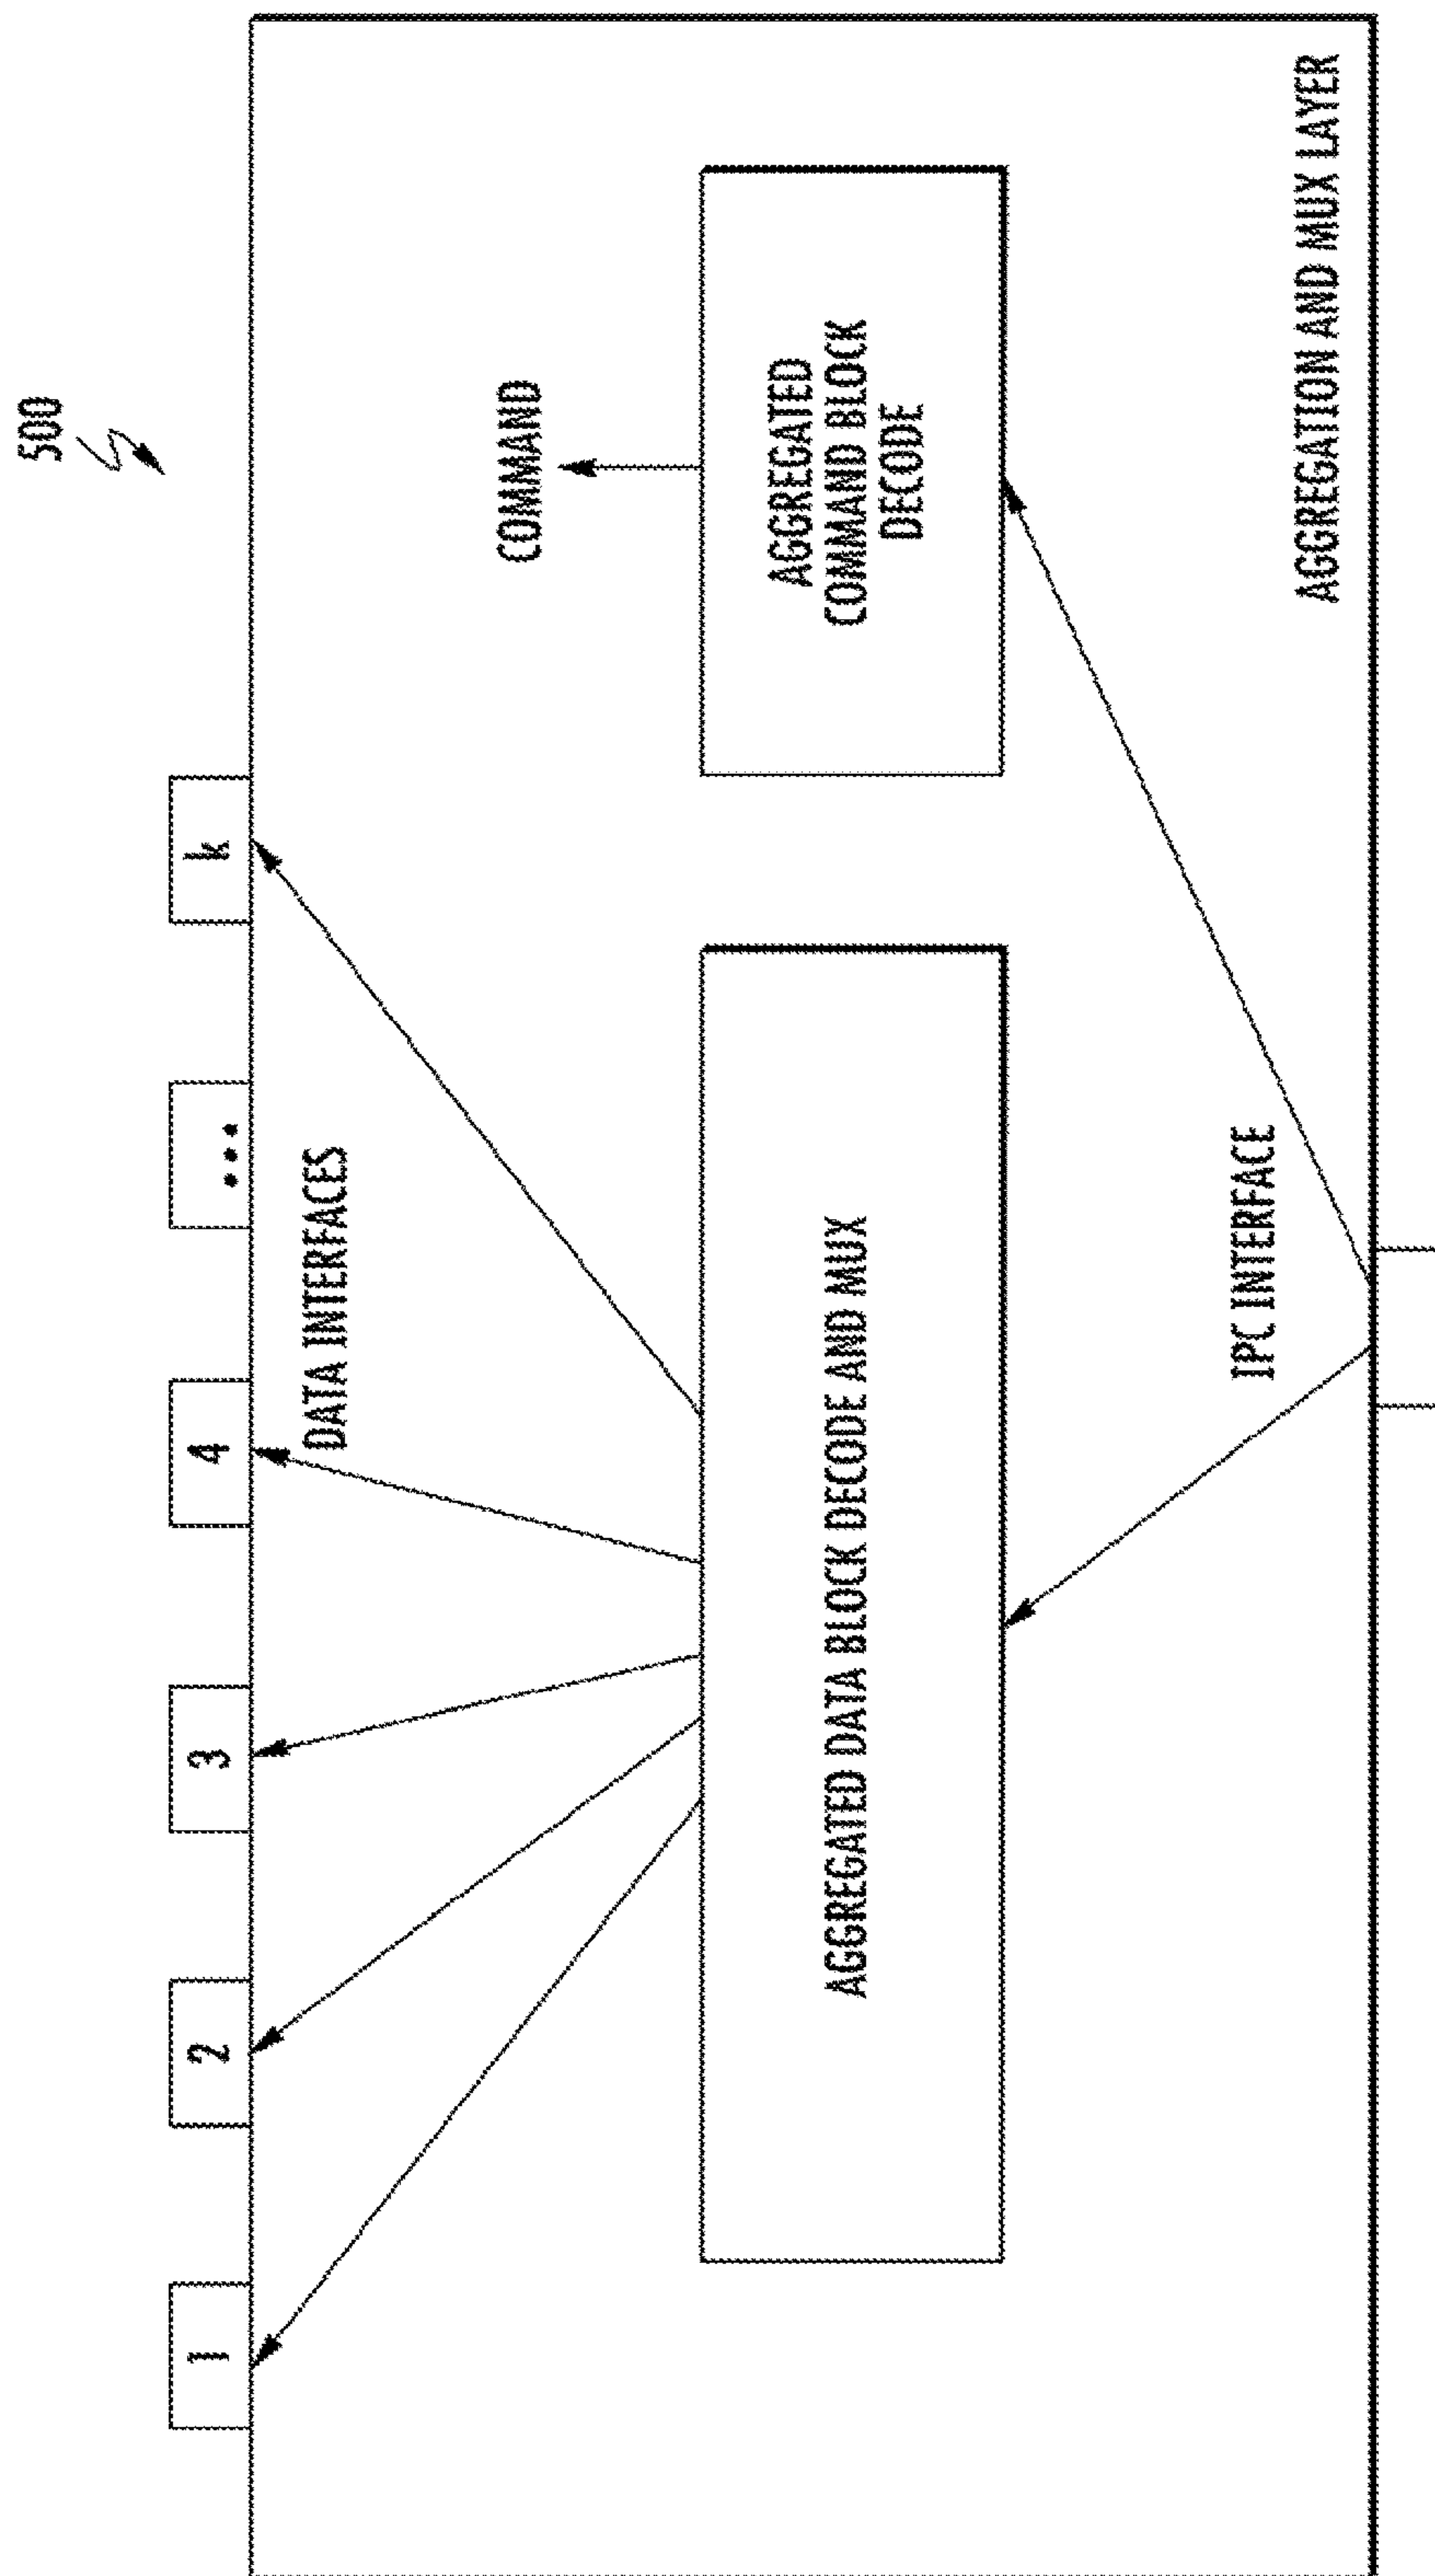 500
1
2
3
4
...
k
DATA INTERFACES
COMMAND
AGGREGATED DATA BLOCK DECODE AND MUX
AGGREGATED
COMMAND BLOCK
DECODE
IPC INTERFACE
AGGREGATION AND MUX LAYER